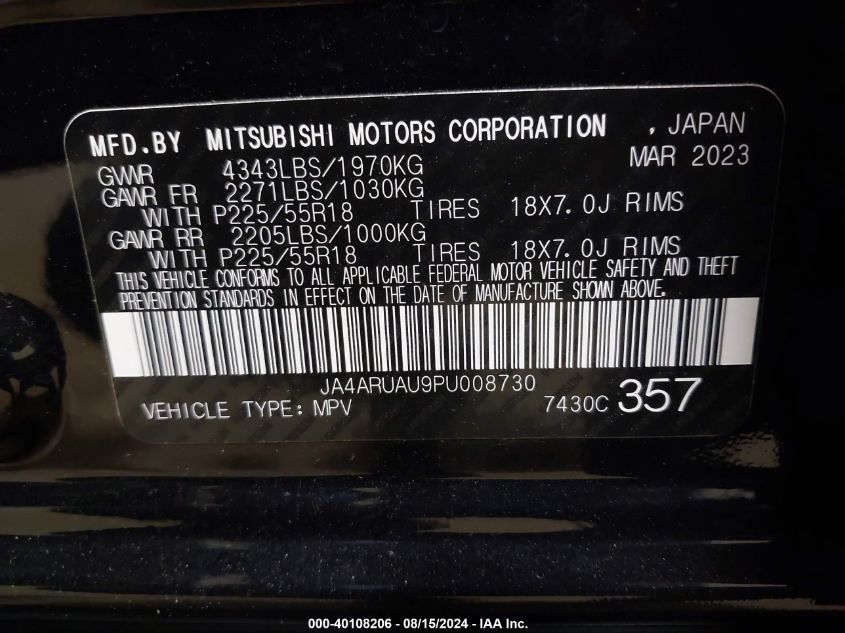 MFD.BY MITSUBISHI MOTORS CORPORATION , JAPAN
GVWR 4343LBS/1970KG MAR 2023
GAWR FR 2271LBS/1030KG
WITH P225/55R18 TIRES 18X7.0J RIMS
GAWR RR 2205LBS/1000KG
WITH P225/55R18 TIRES 18X7.0J RIMS
THIS VEHICLE CONFORMS TO ALL APPLICABLE FEDERAL MOTOR VEHICLE SAFETY AND THEFT
PREVENTION STANDARDS IN EFFECT ON THE DATE OF MANUFACTURE SHOWN ABOVE.
JA4ARUAU9PU008730
VEHICLE TYPE: MPV 7430C 357
000-40108206 - 08/15/2024 - IAA Inc.